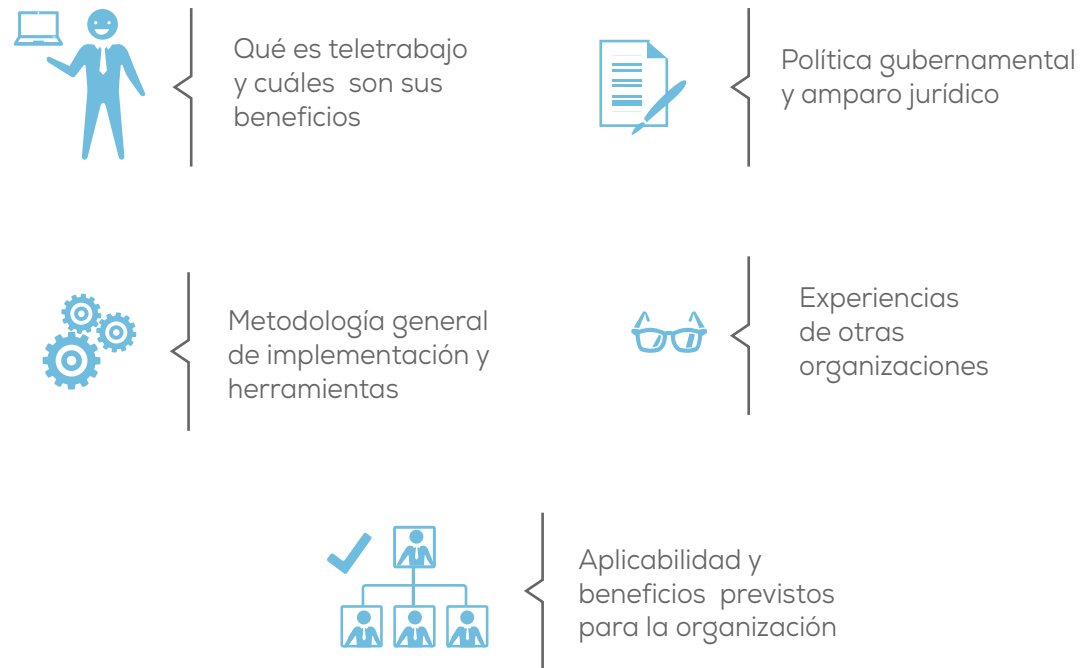 Qué es teletrabajo
y cuáles son sus
beneficios
Política gubernamental
y amparo jurídico
Metodología general
de implementación y
herramientas
Experiencias
de otras
organizaciones
Aplicabilidad y
beneficios previstos
para la organización